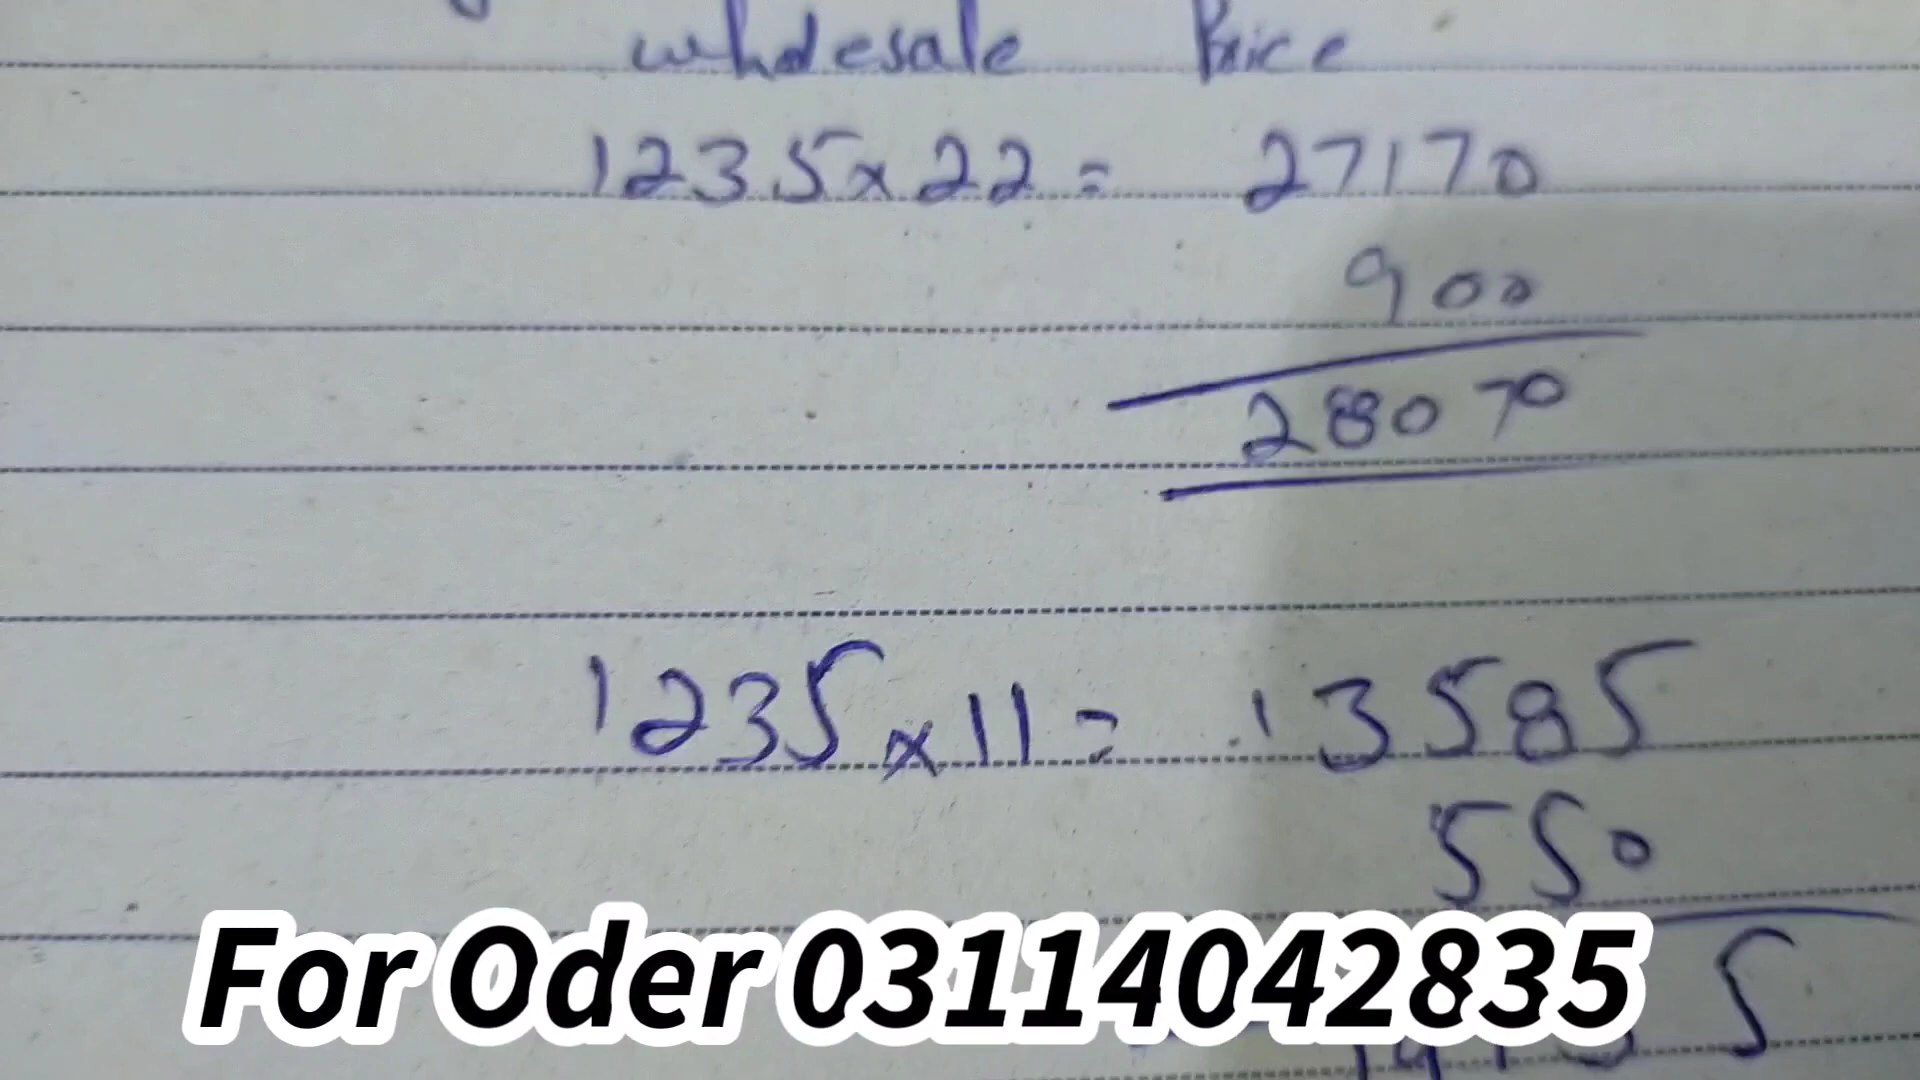 wholesale Price
1235x22= 27170
900
28070
1235x11= 13585
550
For Oder 03114042835